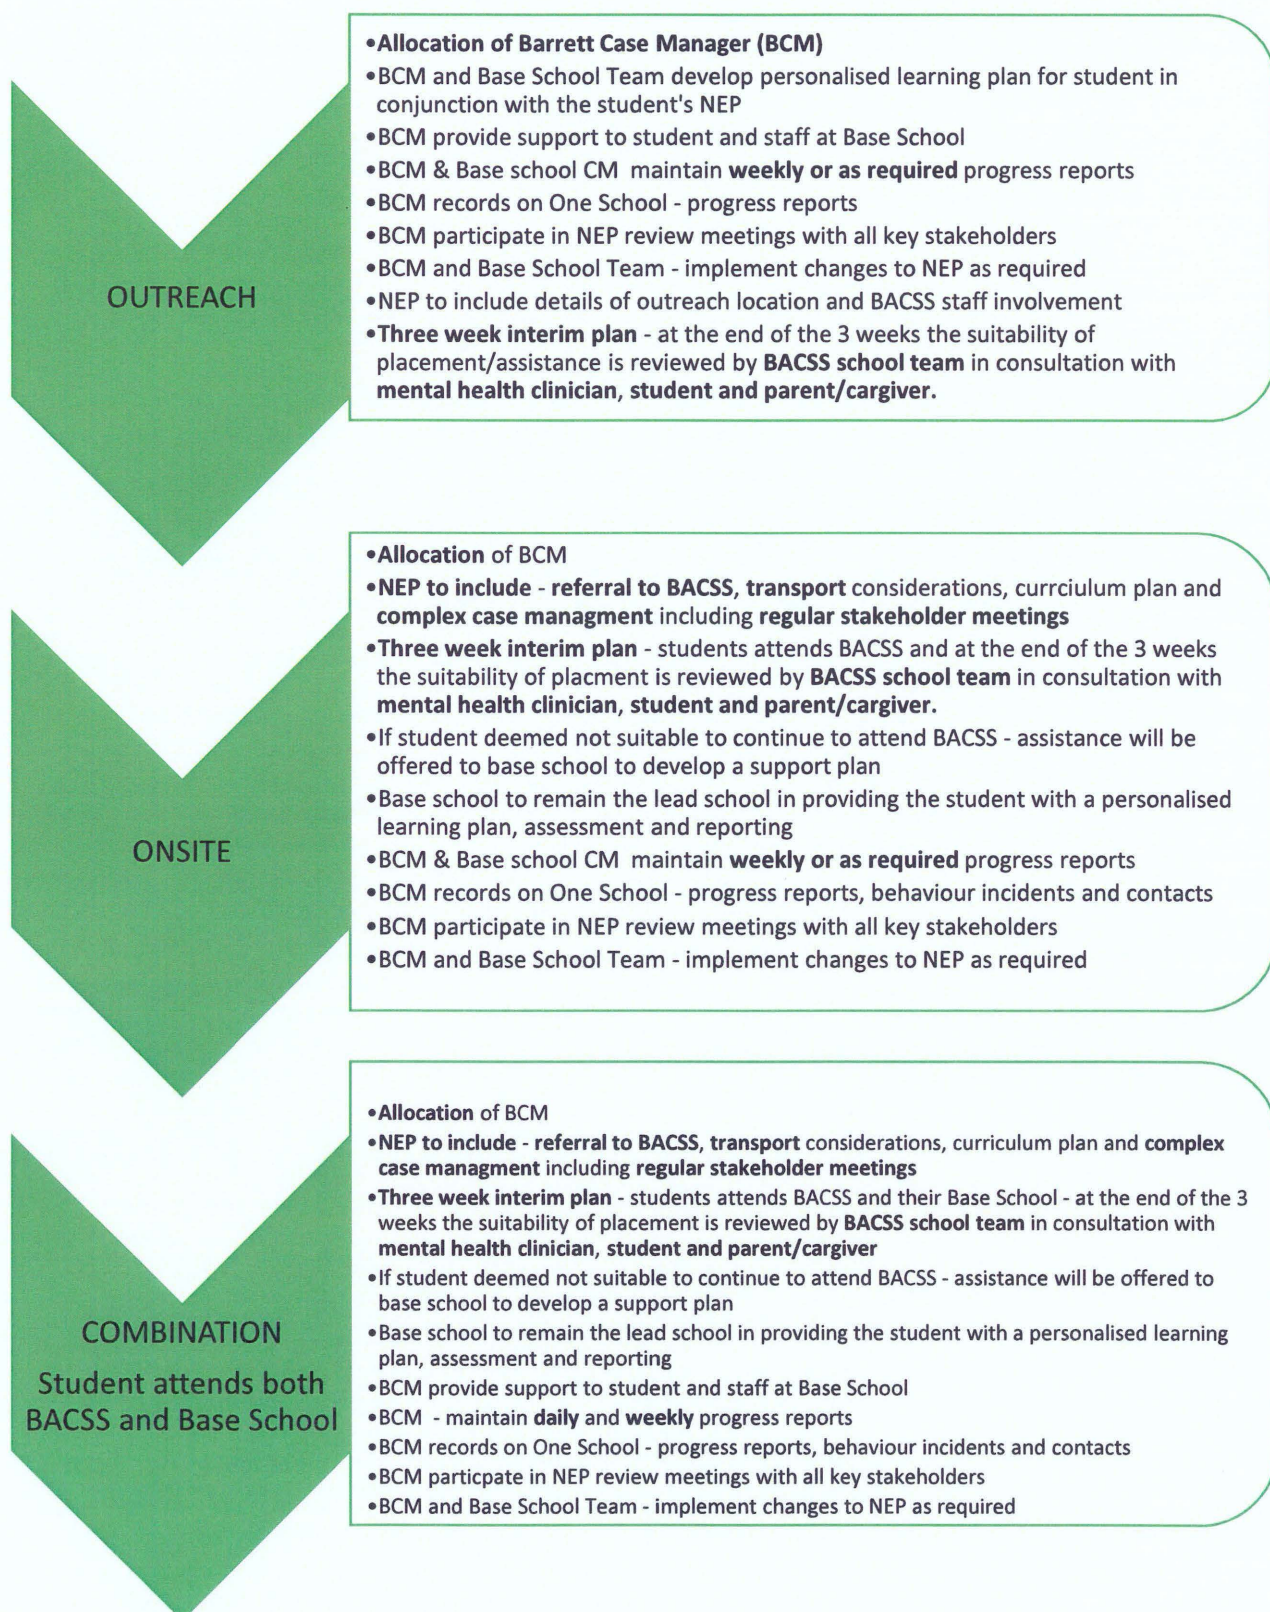 OUTREACH
•Allocation of Barrett Case Manager (BCM)
•BCM and Base School Team develop personalised learning plan for student in
conjunction with the student's NEP
•BCM provide support to student and staff at Base School
•BCM & Base school CM maintain weekly or as required progress reports
•BCM records on One School - progress reports
•BCM participate in NEP review meetings with all key stakeholders
•BCM and Base School Team - implement changes to NEP as required
•NEP to include details of outreach location and BACSS staff involvement
•Three week interim plan - at the end of the 3 weeks the suitability of
placement/assistance is reviewed by BACSS school team in consultation with
mental health clinician, student and parent/cargiver.
ONSITE
•Allocation of BCM
•NEP to include - referral to BACSS, transport considerations, currciulum plan and
complex case managment including regular stakeholder meetings
•Three week interim plan - students attends BACSS and at the end of the 3 weeks
the suitability of placment is reviewed by BACSS school team in consultation with
mental health clinician, student and parent/cargiver.
•If student deemed not suitable to continue to attend BACSS - assistance will be
offered to base school to develop a support plan
•Base school to remain the lead school in providing the student with a personalised
learning plan, assessment and reporting
•BCM & Base school CM maintain weekly or as required progress reports
•BCM records on One School - progress reports, behaviour incidents and contacts
•BCM participate in NEP review meetings with all key stakeholders
•BCM and Base School Team - implement changes to NEP as required
COMBINATION
Student attends both
BACSS and Base School
•Allocation of BCM
•NEP to include - referral to BACSS, transport considerations, curriculum plan and complex
case managment including regular stakeholder meetings
•Three week interim plan - students attends BACSS and their Base School - at the end of the 3
weeks the suitability of placement is reviewed by BACSS school team in consultation with
mental health clinician, student and parent/cargiver
•If student deemed not suitable to continue to attend BACSS - assistance will be offered to
base school to develop a support plan
•Base school to remain the lead school in providing the student with a personalised learning
plan, assessment and reporting
•BCM provide support to student and staff at Base School
•BCM - maintain daily and weekly progress reports
•BCM records on One School - progress reports, behaviour incidents and contacts
•BCM particpate in NEP review meetings with all key stakeholders
•BCM and Base School Team - implement changes to NEP as required